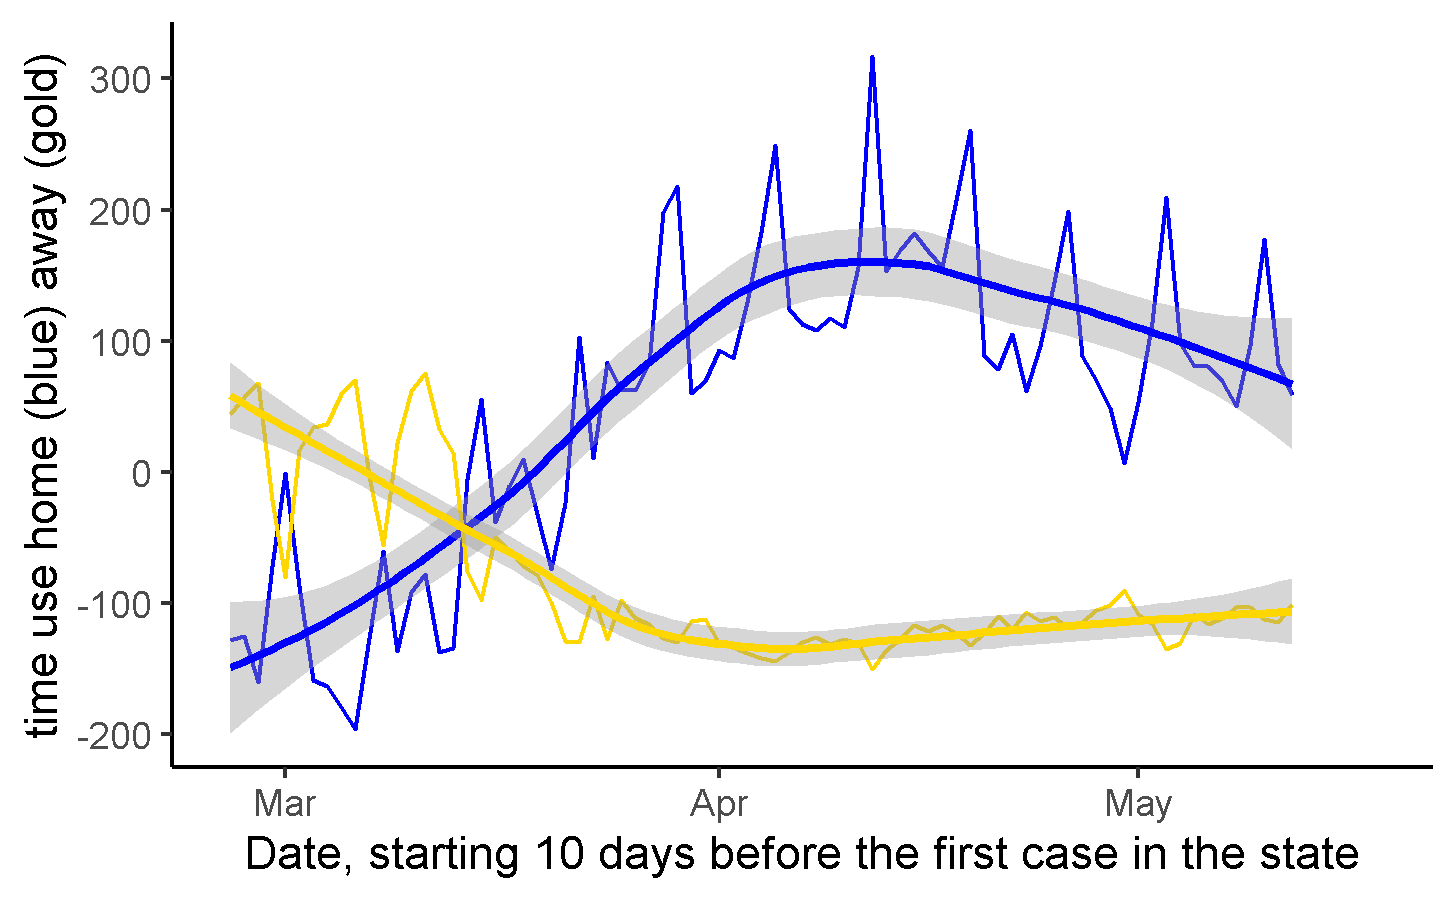 time use home (blue) away (gold)
300
200
100
0
-100
-200
Mar Apr May
Date, starting 10 days before the first case in the state